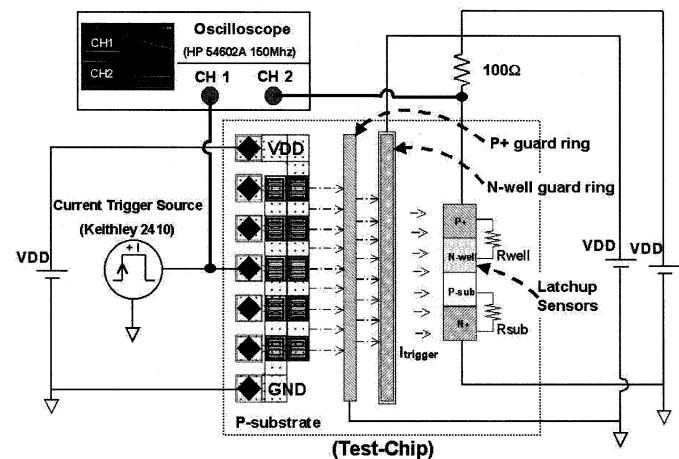 Oscilloscope
(HP 54602A 150Mhz)
CH1
CH2
CH 1
CH 2
100Ω
P+ guard ring
N-well guard ring
VDD
Current Trigger Source
(Keithley 2410)
+ I
VDD
P+
N-wel
P-sub
N+
Rwell
Rsub
VDD
VDD
Latchup
Sensors
Itrigger
GND
P-substrate
(Test-Chip)